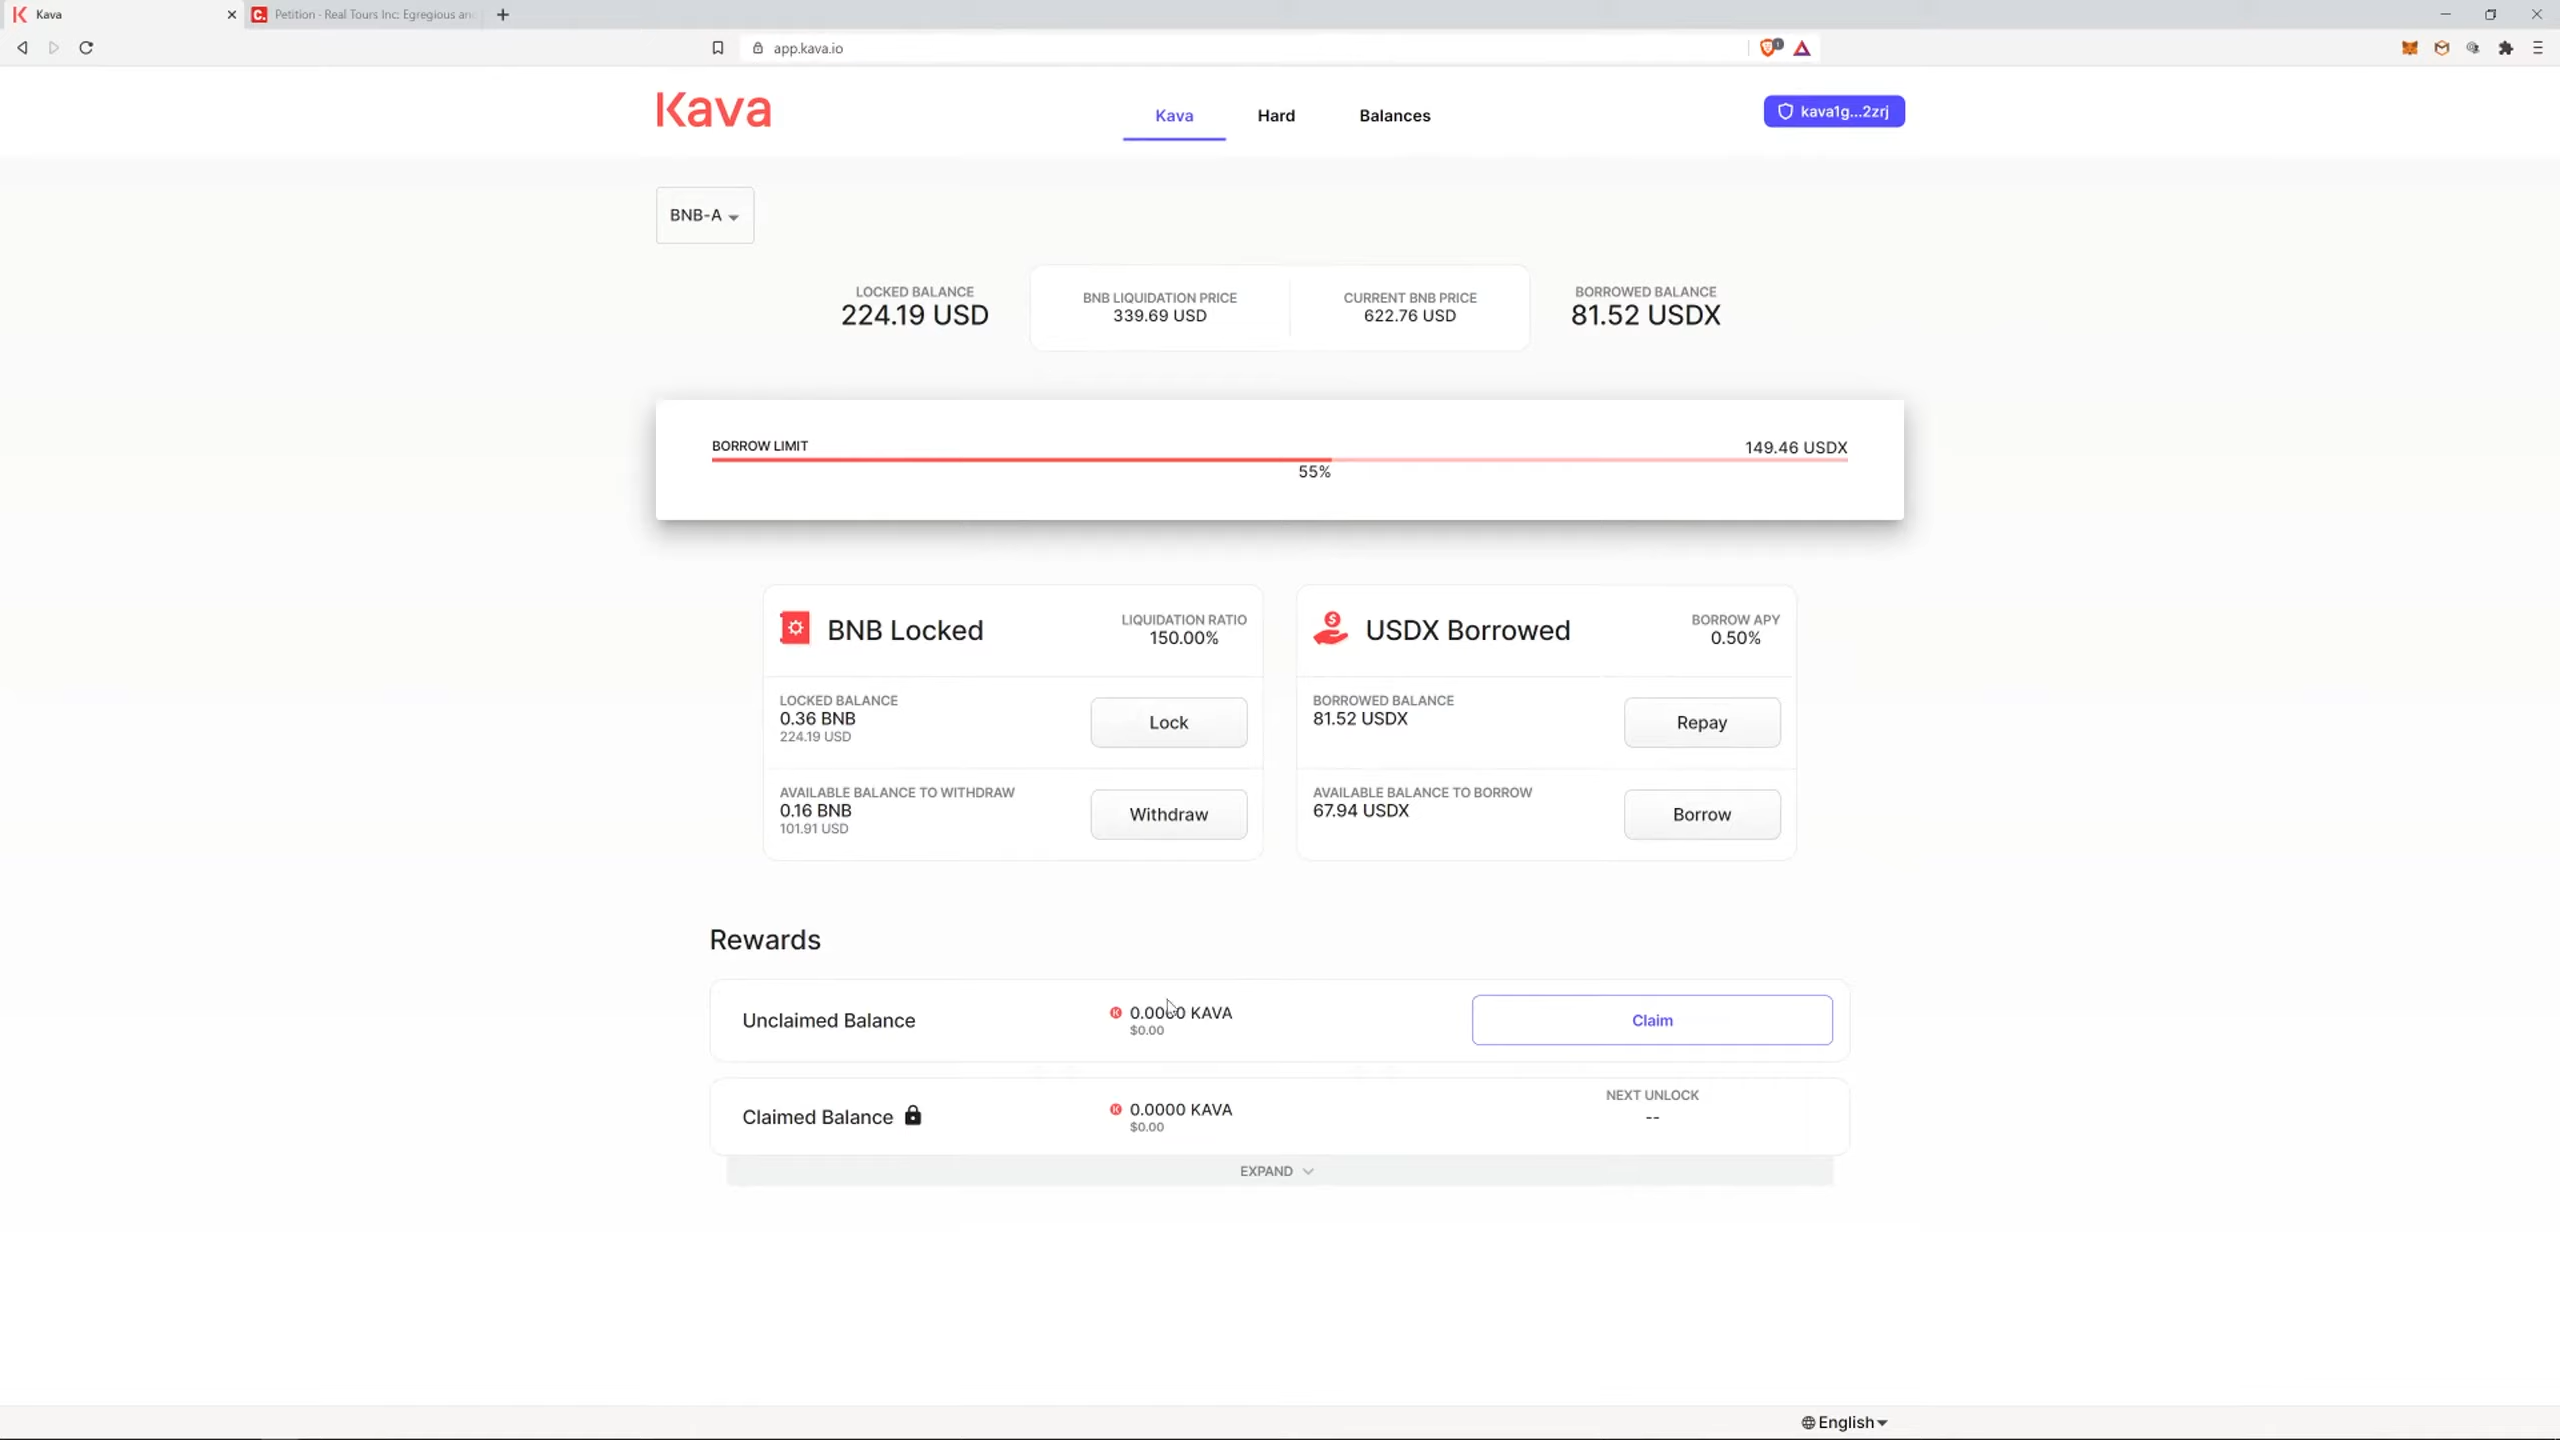 Kava
Petition · Real Tours Inc: Egregious an
app.kava.io
Kava
Kava
Hard
Balances
kava1g...2zrj
BNB-A
LOCKED BALANCE
224.19 USD
BNB LIQUIDATION PRICE
339.69 USD
CURRENT BNB PRICE
622.76 USD
BORROWED BALANCE
81.52 USDX
BORROW LIMIT
149.46 USDX
55%
BNB Locked
LIQUIDATION RATIO
150.00%
LOCKED BALANCE
0.36 BNB
224.19 USD
Lock
AVAILABLE BALANCE TO WITHDRAW
0.16 BNB
101.91 USD
Withdraw
USDX Borrowed
BORROW APY
0.50%
BORROWED BALANCE
81.52 USDX
Repay
AVAILABLE BALANCE TO BORROW
67.94 USDX
Borrow
Rewards
Unclaimed Balance
0.0000 KAVA
$0.00
Claim
Claimed Balance
0.0000 KAVA
$0.00
NEXT UNLOCK
--
EXPAND
English